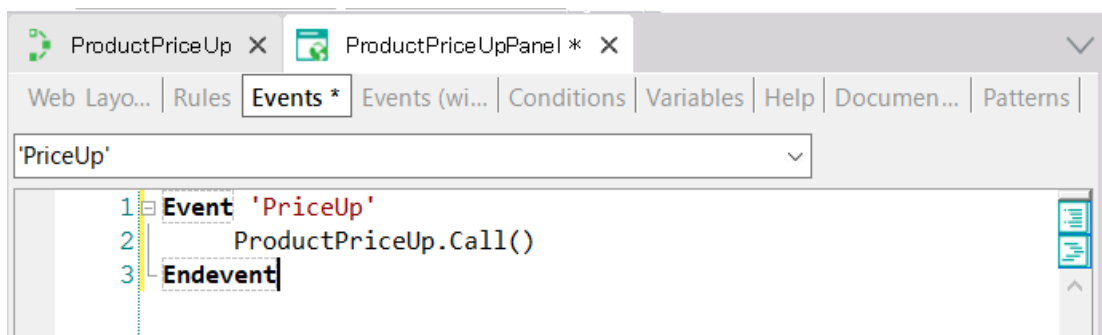 ProductPriceUp X ProductPriceUpPanel * X
Web Layo... Rules Events * Events (wi... Conditions Variables Help Documen... Patterns
'PriceUp'
1 Event 'PriceUp'
2 ProductPriceUp.Call()
3 Endevent